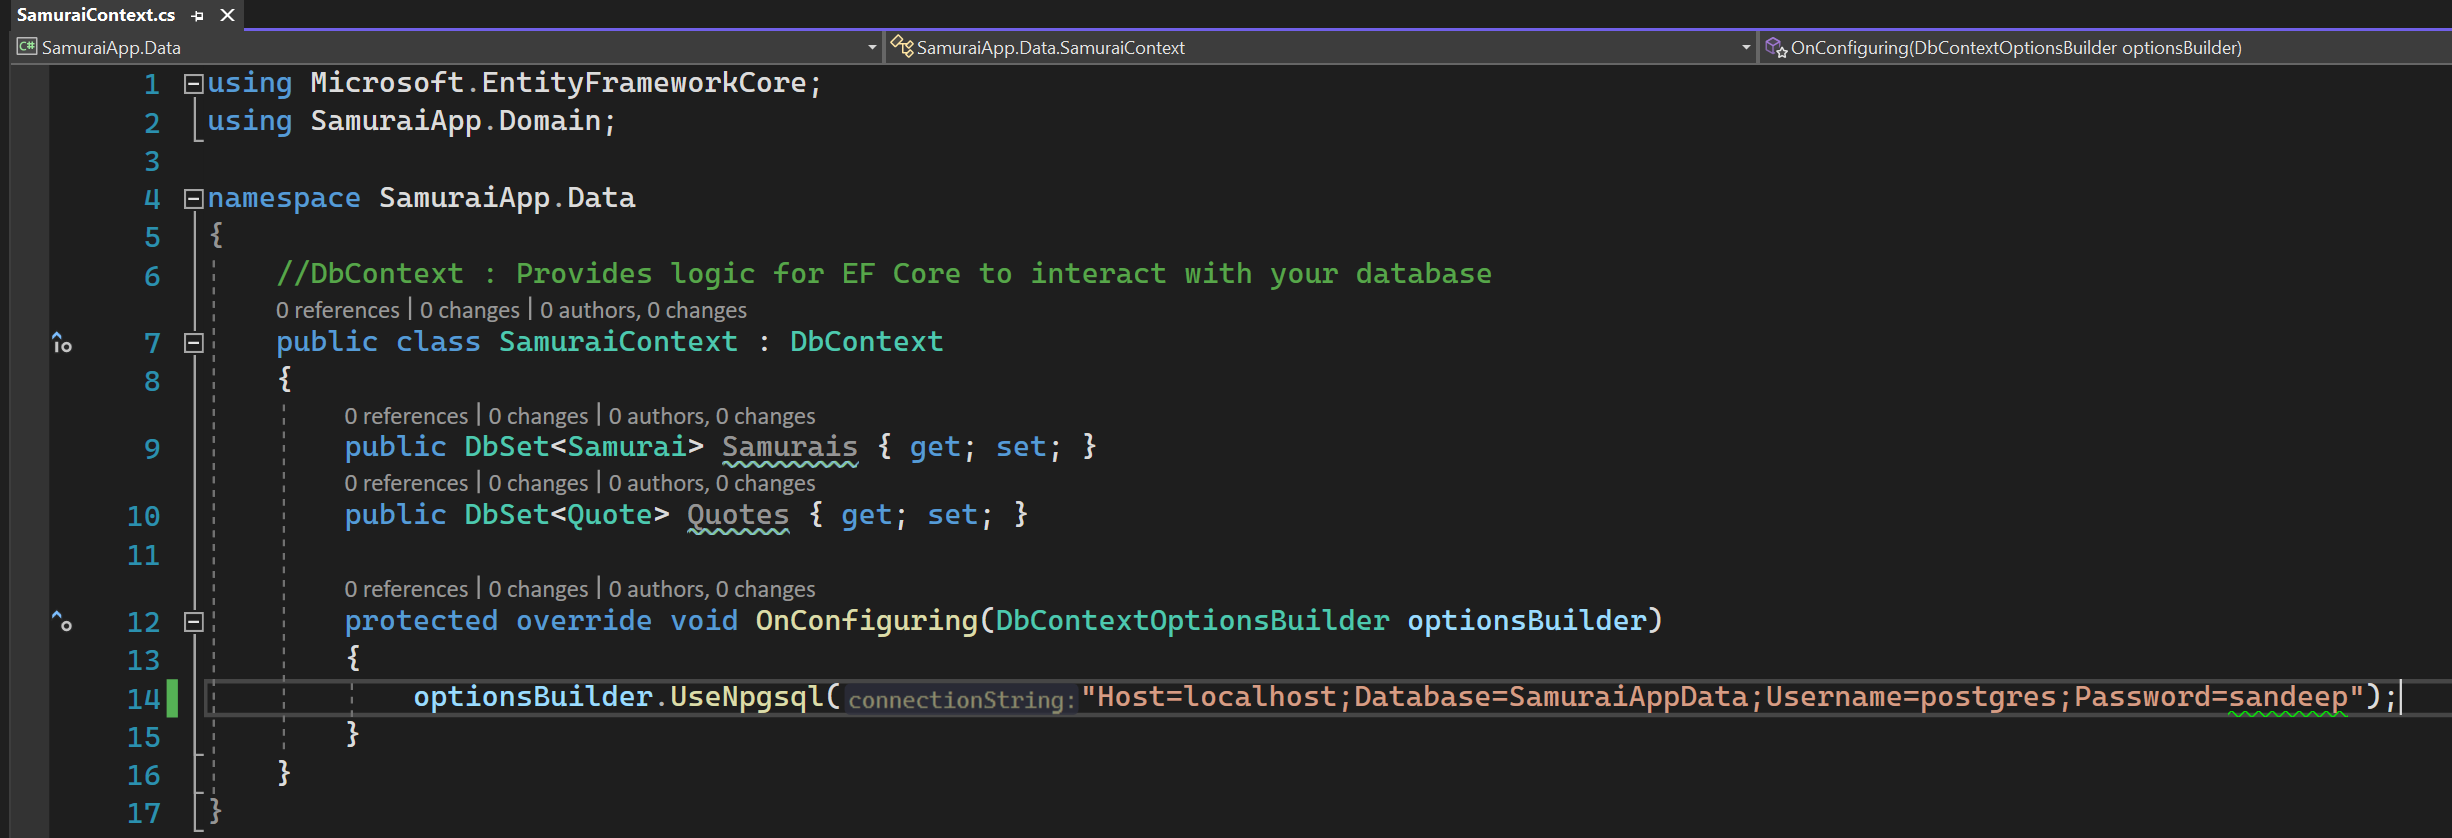 SamuraiContext.cs
C# SamuraiApp.Data
SamuraiApp.Data.SamuraiContext
OnConfiguring(DbContextOptionsBuilder optionsBuilder)
1 using Microsoft.EntityFrameworkCore;
2 using SamuraiApp.Domain;
3
4 namespace SamuraiApp.Data
5 {
6 //DbContext : Provides logic for EF Core to interact with your database
0 references | 0 changes | 0 authors, 0 changes
7 public class SamuraiContext : DbContext
8 {
0 references | 0 changes | 0 authors, 0 changes
9 public DbSet<Samurai> Samurais { get; set; }
0 references | 0 changes | 0 authors, 0 changes
10 public DbSet<Quote> Quotes { get; set; }
11
0 references | 0 changes | 0 authors, 0 changes
12 protected override void OnConfiguring(DbContextOptionsBuilder optionsBuilder)
13 {
14 optionsBuilder.UseNpgsql(connectionString: "Host=localhost;Database=SamuraiAppData;Username=postgres;Password=sandeep");
15 }
16 }
17 }